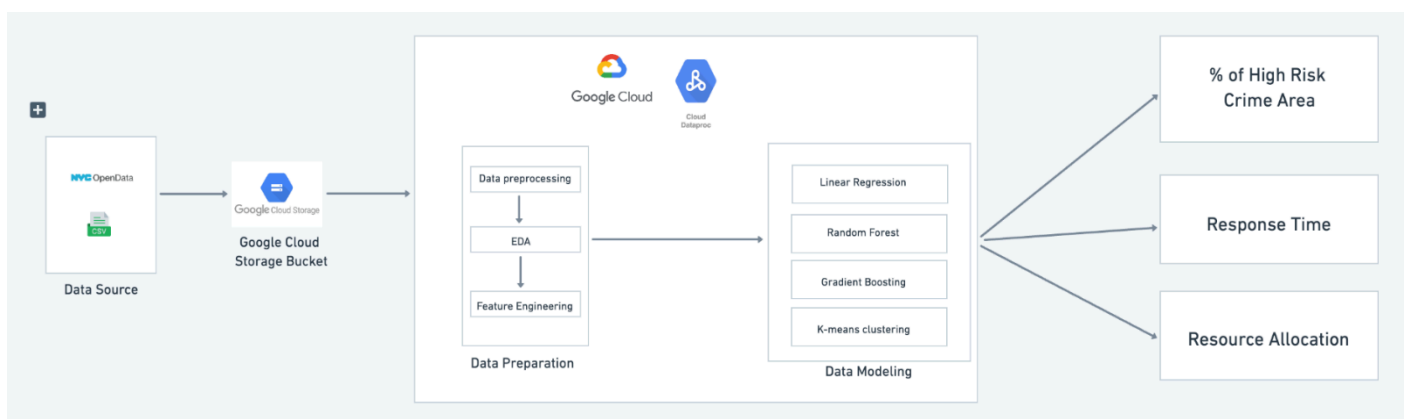 NYC OpenData
CSV
Data Source
Google Cloud Storage
Google Cloud
Storage Bucket
Google Cloud
Cloud
Dataproc
Data preprocessing
EDA
Feature Engineering
Data Preparation
Linear Regression
Random Forest
Gradient Boosting
K-means clustering
Data Modeling
% of High Risk
Crime Area
Response Time
Resource Allocation